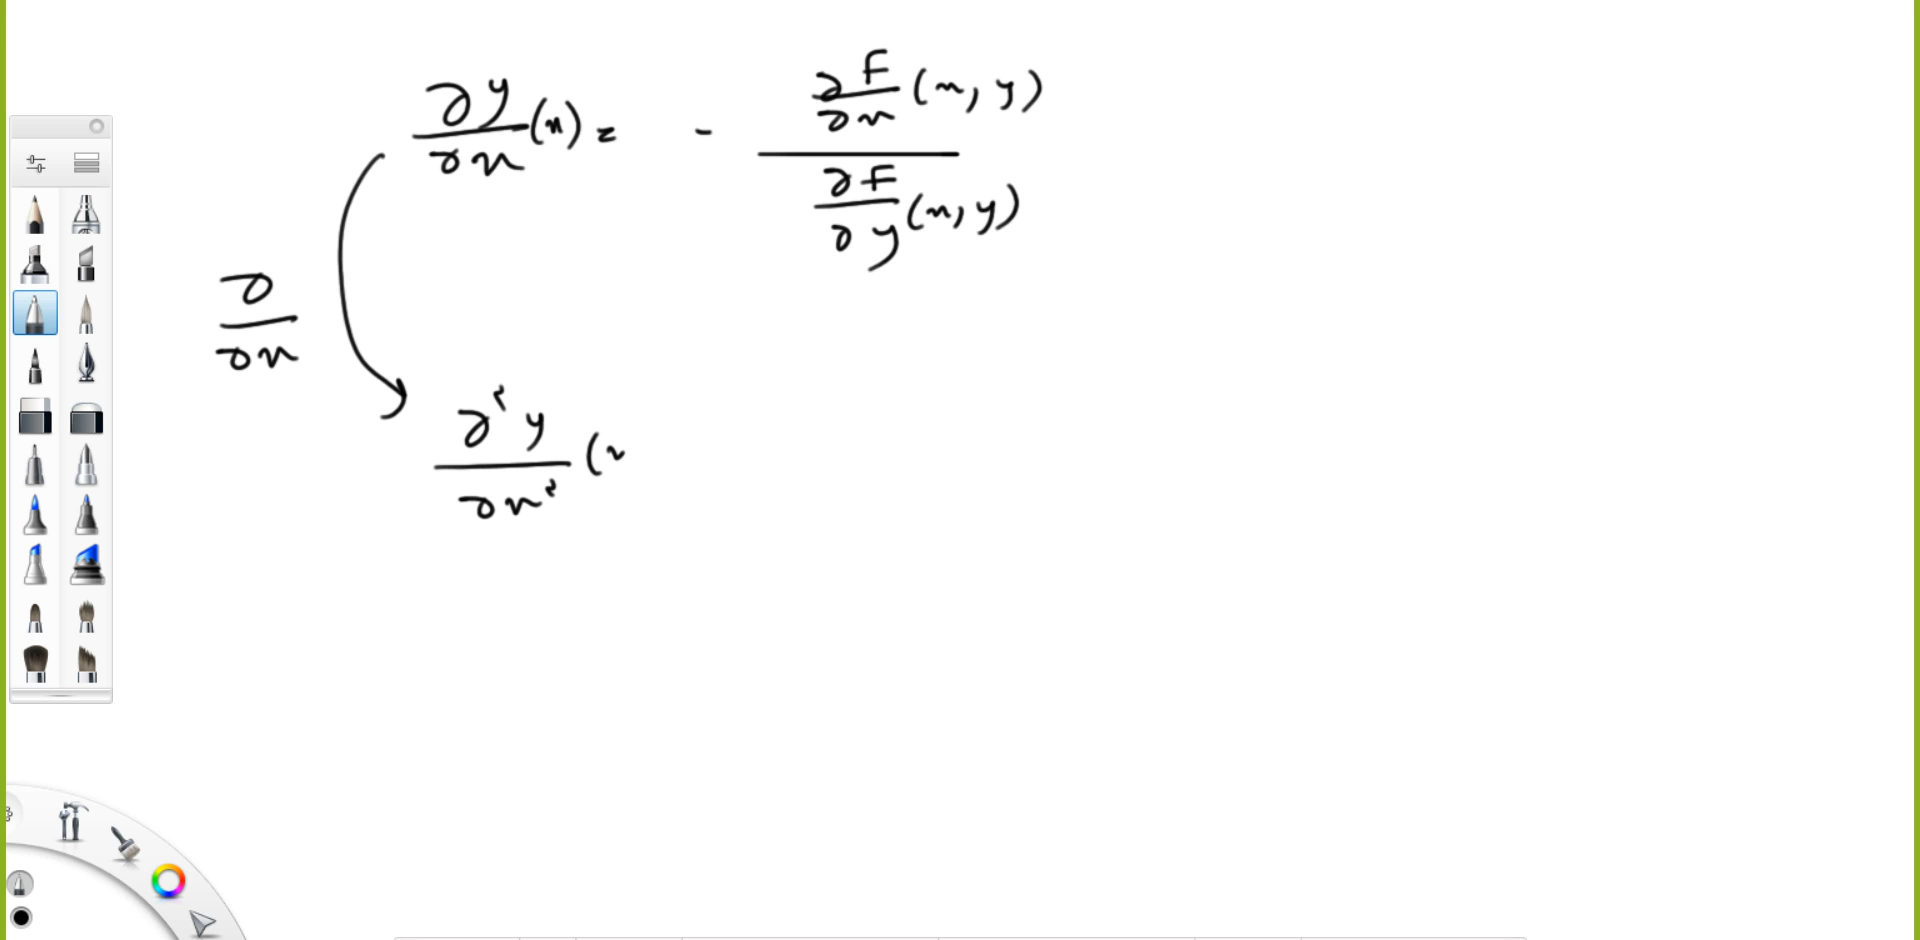 ∂y/∂x (x) = - (∂F/∂x (x, y)) / (∂F/∂y (x, y))
∂/∂x
∂²y/∂x² (x